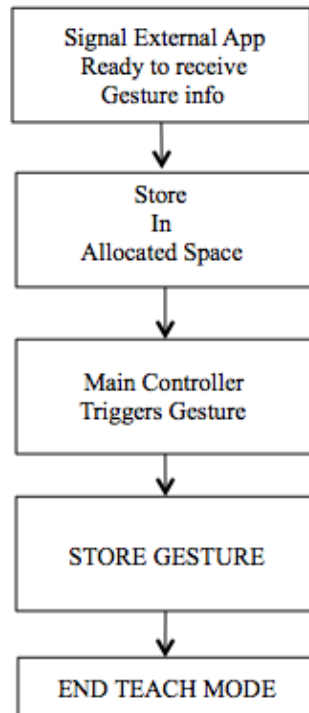 Signal External App
Ready to receive
Gesture info
Store
In
Allocated Space
Main Controller
Triggers Gesture
STORE GESTURE
END TEACH MODE